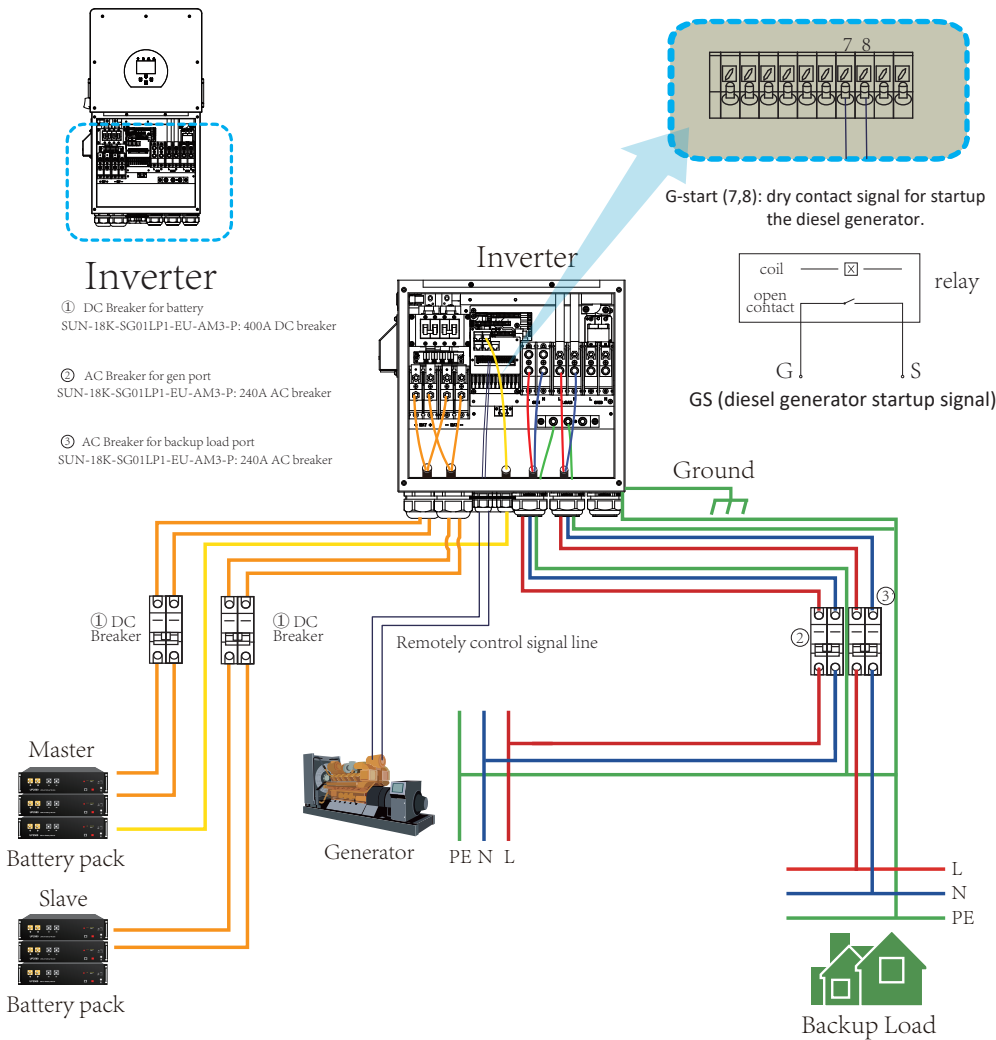 7 8
G-start (7,8): dry contact signal for startup
the diesel generator.
Inverter
① DC Breaker for battery
SUN-18K-SG01LP1-EU-AM3-P: 400A DC breaker
② AC Breaker for gen port
SUN-18K-SG01LP1-EU-AM3-P: 240A AC breaker
③ AC Breaker for backup load port
SUN-18K-SG01LP1-EU-AM3-P: 240A AC breaker
Inverter
coil
X
relay
open
contact
G
S
GS (diesel generator startup signal)
Ground
① DC
Breaker
① DC
Breaker
Remotely control signal line
②
③
Master
Battery pack
Slave
Battery pack
Generator
PE N L
L
N
PE
Backup Load